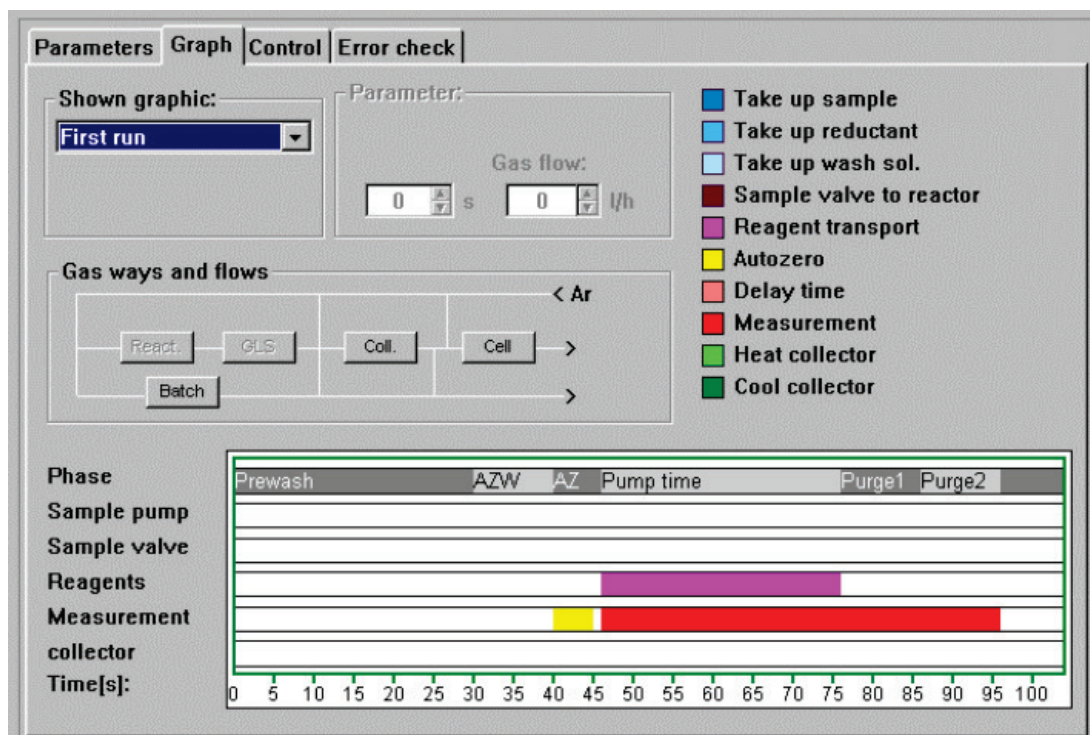 Parameters Graph Control Error check
Shown graphic:
First run
Parameter:
Gas flow:
0 s 0 l/h
Take up sample
Take up reductant
Take up wash sol.
Sample valve to reactor
Reagent transport
Autozero
Delay time
Measurement
Heat collector
Cool collector
Gas ways and flows
< Ar
React. GLS Coll. Cell >
Batch >
Phase Prewash AZW AZ Pump time Purge1 Purge2
Sample pump
Sample valve
Reagents
Measurement
collector
Time[s]: 0 5 10 15 20 25 30 35 40 45 50 55 60 65 70 75 80 85 90 95 100